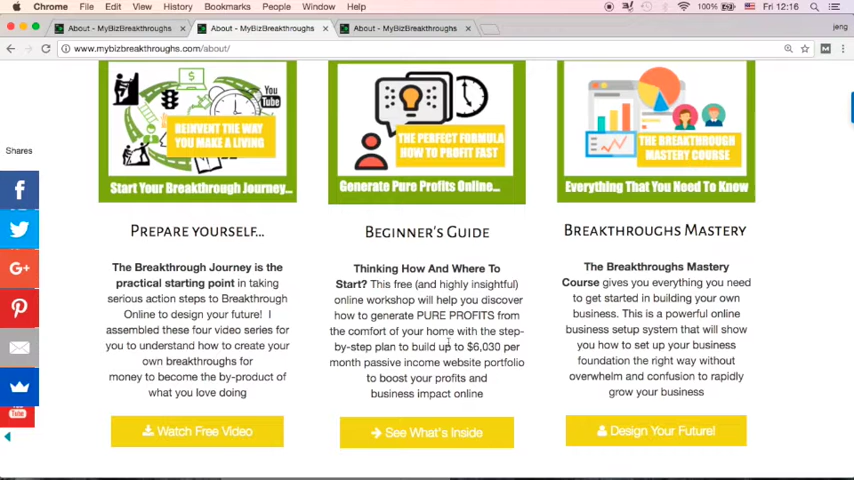 Chrome File Edit View History Bookmarks People Window Help 100% Fri 12:16 jeng
About - MyBizBreakthroughs × About - MyBizBreakthroughs × About - MyBizBreakthroughs ×
www.mybizbreakthroughs.com/about/
Shares
You Tube
REINVENT THE WAY
YOU MAKE A LIVING
Start Your Breakthrough Journey...
PREPARE YOURSELF...
The Breakthrough Journey is the
practical starting point in taking
serious action steps to Breakthrough
Online to design your future! I
assembled these four video series for
you to understand how to create your
own breakthroughs for
money to become the by-product of
what you love doing
Watch Free Video
THE PERFECT FORMULA
HOW TO PROFIT FAST
Generate Pure Profits Online...
BEGINNER'S GUIDE
Thinking How And Where To
Start? This free (and highly insightful)
online workshop will help you discover
how to generate PURE PROFITS from
the comfort of your home with the step-
by-step plan to build up to $6,030 per
month passive income website portfolio
to boost your profits and
business impact online
See What's Inside
THE BREAKTHROUGH
MASTERY COURSE
Everything That You Need To Know
BREAKTHROUGHS MASTERY
The Breakthroughs Mastery
Course gives you everything you need
to get started in building your own
business. This is a powerful online
business setup system that will show
you how to set up your business
foundation the right way without
overwhelm and confusion to rapidly
grow your business
Design Your Future!
G+
You Tube